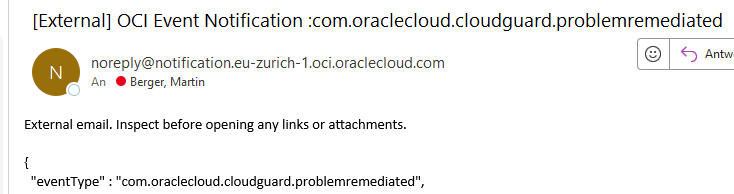 [External] OCI Event Notification :com.oraclecloud.cloudguard.problemremediated
N
noreply@notification.eu-zurich-1.oci.oraclecloud.com
An Berger, Martin
Antw
External email. Inspect before opening any links or attachments.
{
"eventType" : "com.oraclecloud.cloudguard.problemremediated",